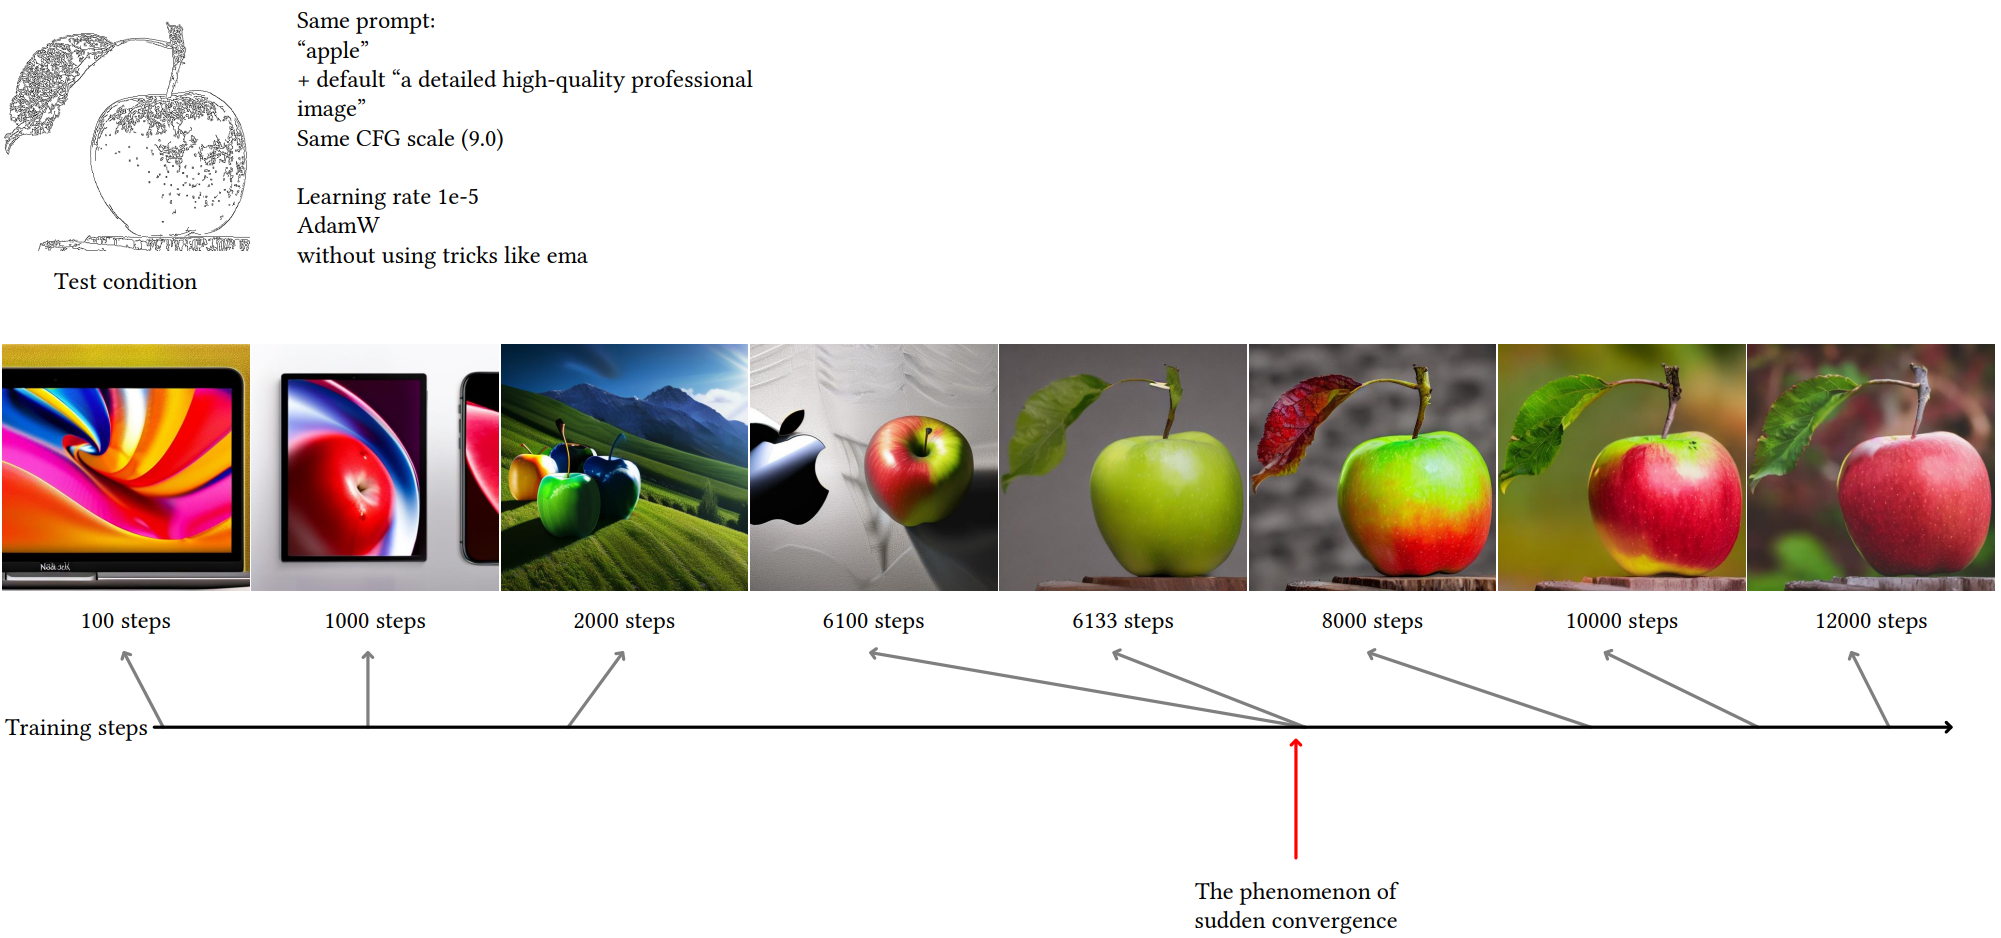 Same prompt:
“apple”
+ default “a detailed high-quality professional
image”
Same CFG scale (9.0)
Learning rate 1e-5
AdamW
without using tricks like ema
Test condition
100 steps
1000 steps
2000 steps
6100 steps
6133 steps
8000 steps
10000 steps
12000 steps
Training steps
The phenomenon of
sudden convergence